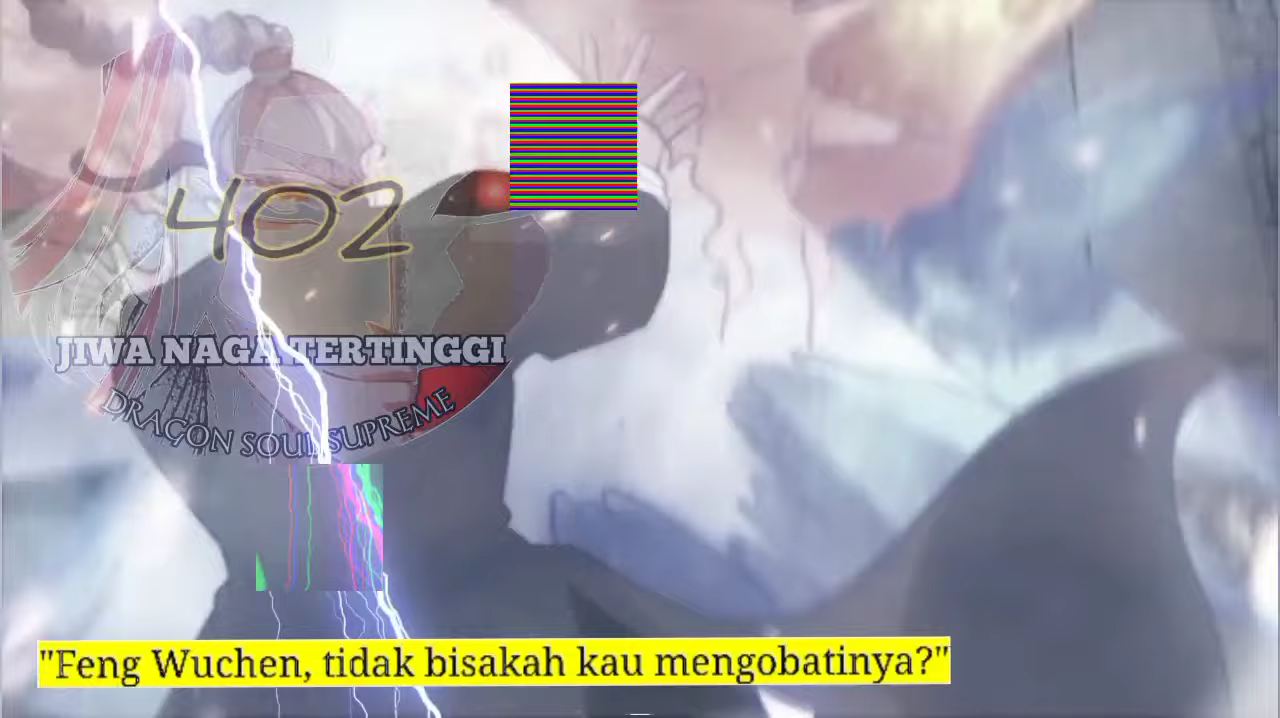 402
JIWA NAGA TERTINGGI
DRAGON SOUL SUPREME
"Feng Wuchen, tidak bisakah kau mengobatinya?"